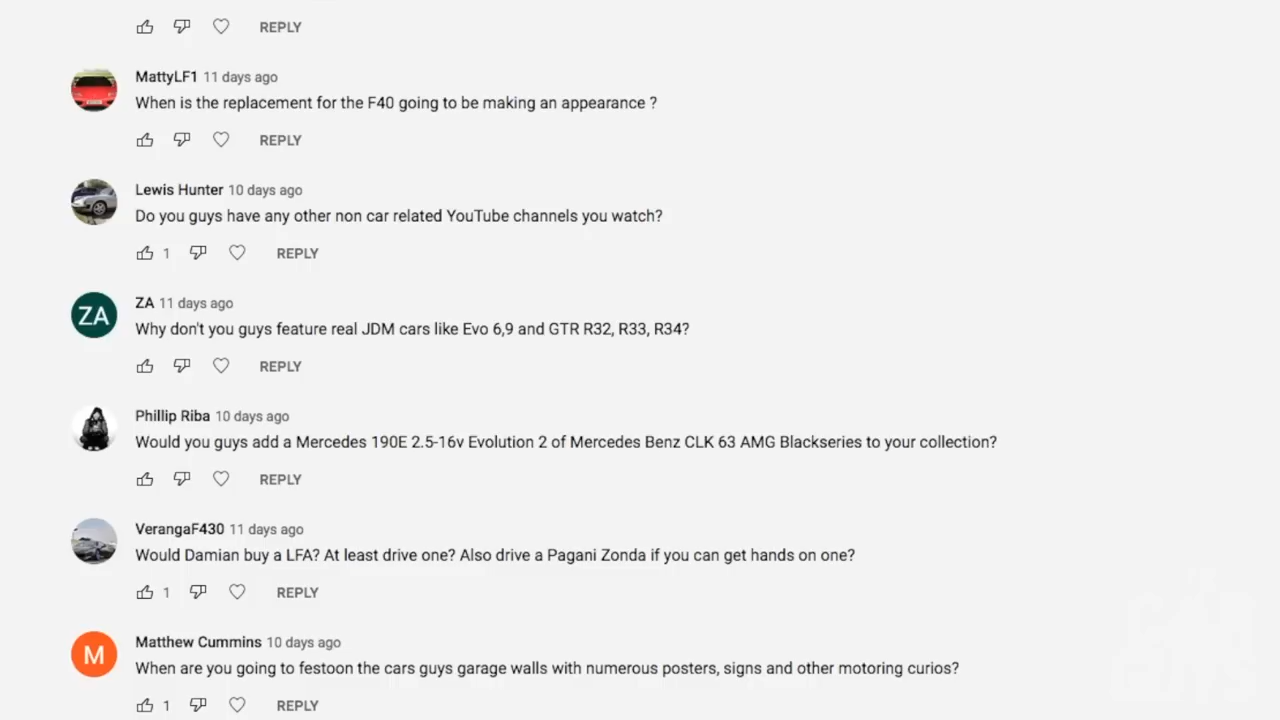 REPLY
MattyLF1 11 days ago
When is the replacement for the F40 going to be making an appearance ?
REPLY
Lewis Hunter 10 days ago
Do you guys have any other non car related YouTube channels you watch?
1 REPLY
ZA
ZA 11 days ago
Why don't you guys feature real JDM cars like Evo 6,9 and GTR R32, R33, R34?
REPLY
Phillip Riba 10 days ago
Would you guys add a Mercedes 190E 2.5-16v Evolution 2 of Mercedes Benz CLK 63 AMG Blackseries to your collection?
REPLY
VerangaF430 11 days ago
Would Damian buy a LFA? At least drive one? Also drive a Pagani Zonda if you can get hands on one?
1 REPLY
M
Matthew Cummins 10 days ago
When are you going to festoon the cars guys garage walls with numerous posters, signs and other motoring curios?
1 REPLY